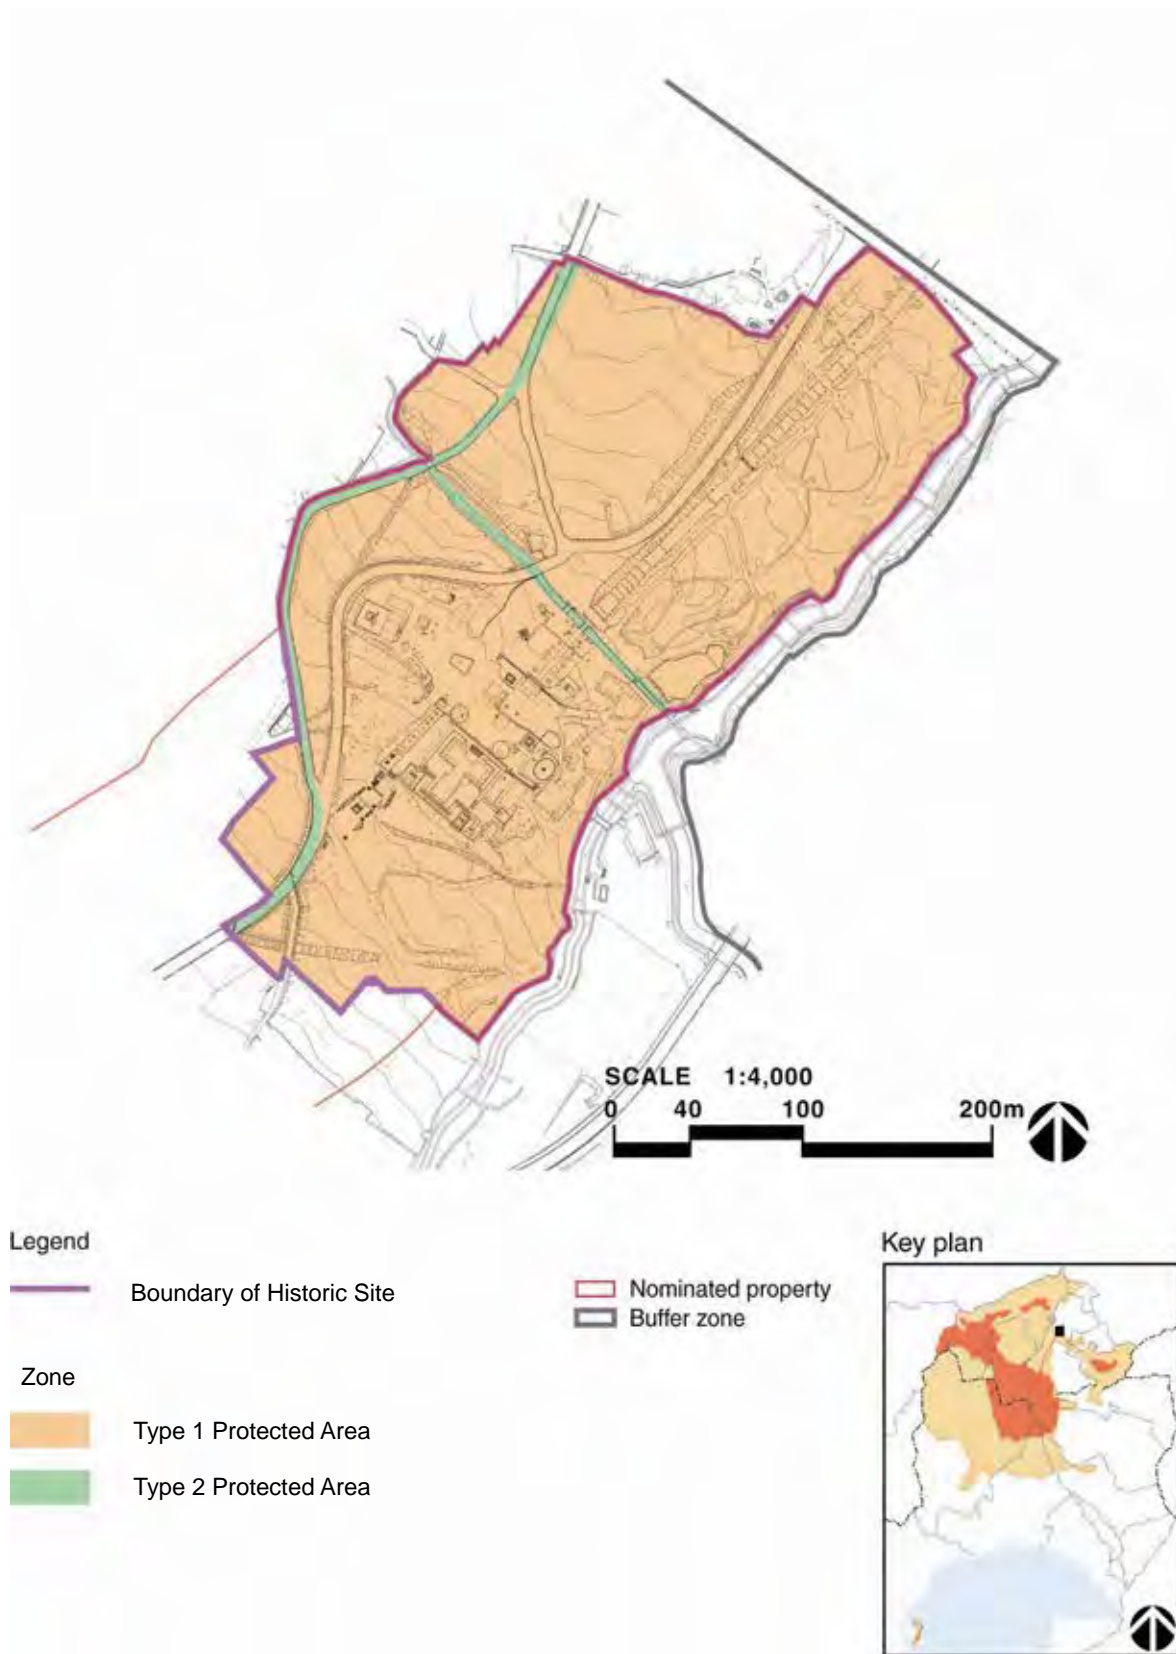 SCALE 1:4,000
0 40 100 200m
Legend
Boundary of Historic Site
Zone
Type 1 Protected Area
Type 2 Protected Area
Nominated property
Buffer zone
Key plan